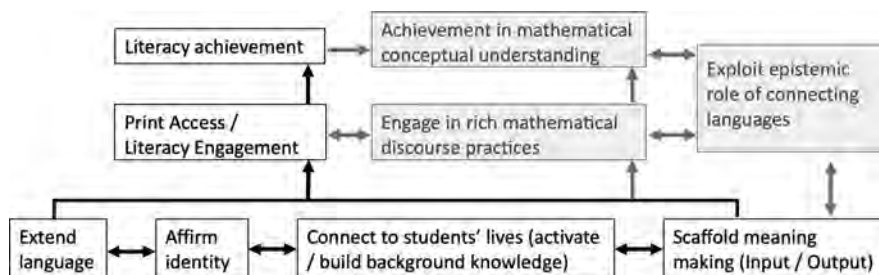 Literacy achievement
Achievement in mathematical
conceptual understanding
Exploit epistemic
role of connecting
languages
Print Access /
Literacy Engagement
Engage in rich mathematical
discourse practices
Extend
language
Affirm
identity
Connect to students' lives (activate
/ build background knowledge)
Scaffold meaning
making (Input / Output)